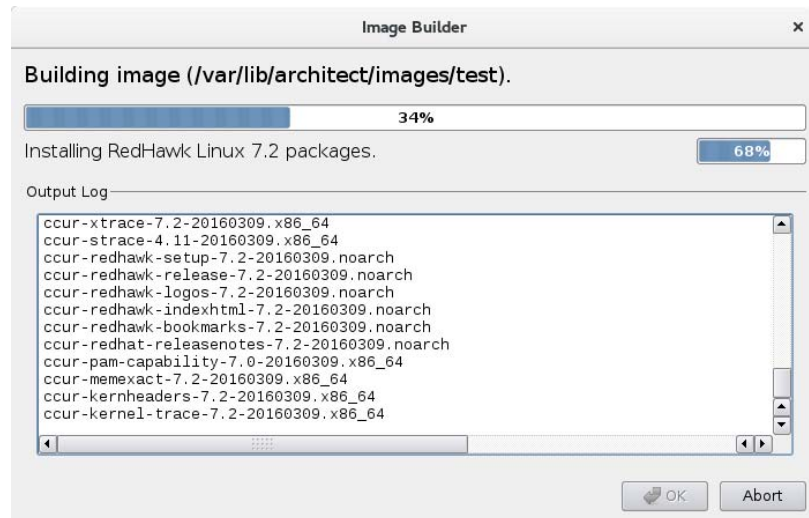 Image Builder
Building image (/var/lib/architect/images/test).
34%
Installing RedHawk Linux 7.2 packages.
68%
Output Log
ccur-xtrace-7.2-20160309.x86_64
ccur-strace-4.11-20160309.x86_64
ccur-redhawk-setup-7.2-20160309.noarch
ccur-redhawk-release-7.2-20160309.noarch
ccur-redhawk-logos-7.2-20160309.noarch
ccur-redhawk-indexhtml-7.2-20160309.noarch
ccur-redhawk-bookmarks-7.2-20160309.noarch
ccur-redhat-releasenotes-7.2-20160309.noarch
ccur-pam-capability-7.0-20160309.x86_64
ccur-memexact-7.2-20160309.x86_64
ccur-kernheaders-7.2-20160309.x86_64
ccur-kernel-trace-7.2-20160309.x86_64
OK
Abort